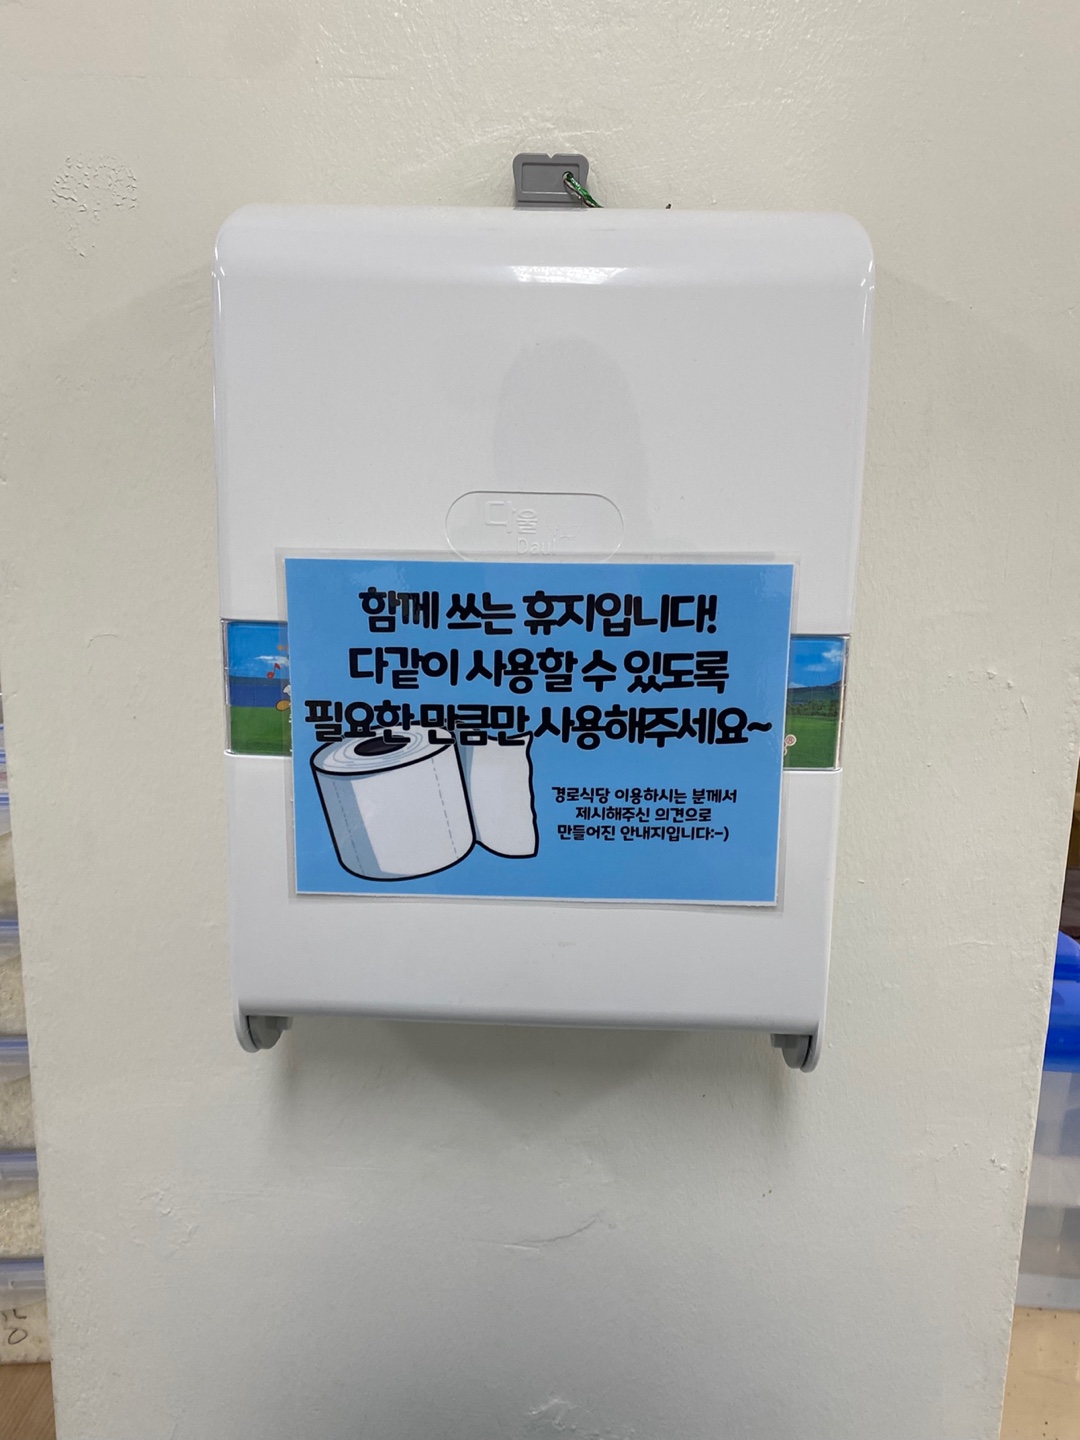 다울
Daul
함께 쓰는 휴지입니다!
다같이 사용할 수 있도록
필요한 만큼만 사용해주세요~
경로식당 이용하시는 분께서
제시해주신 의견으로
만들어진 안내지입니다:-)